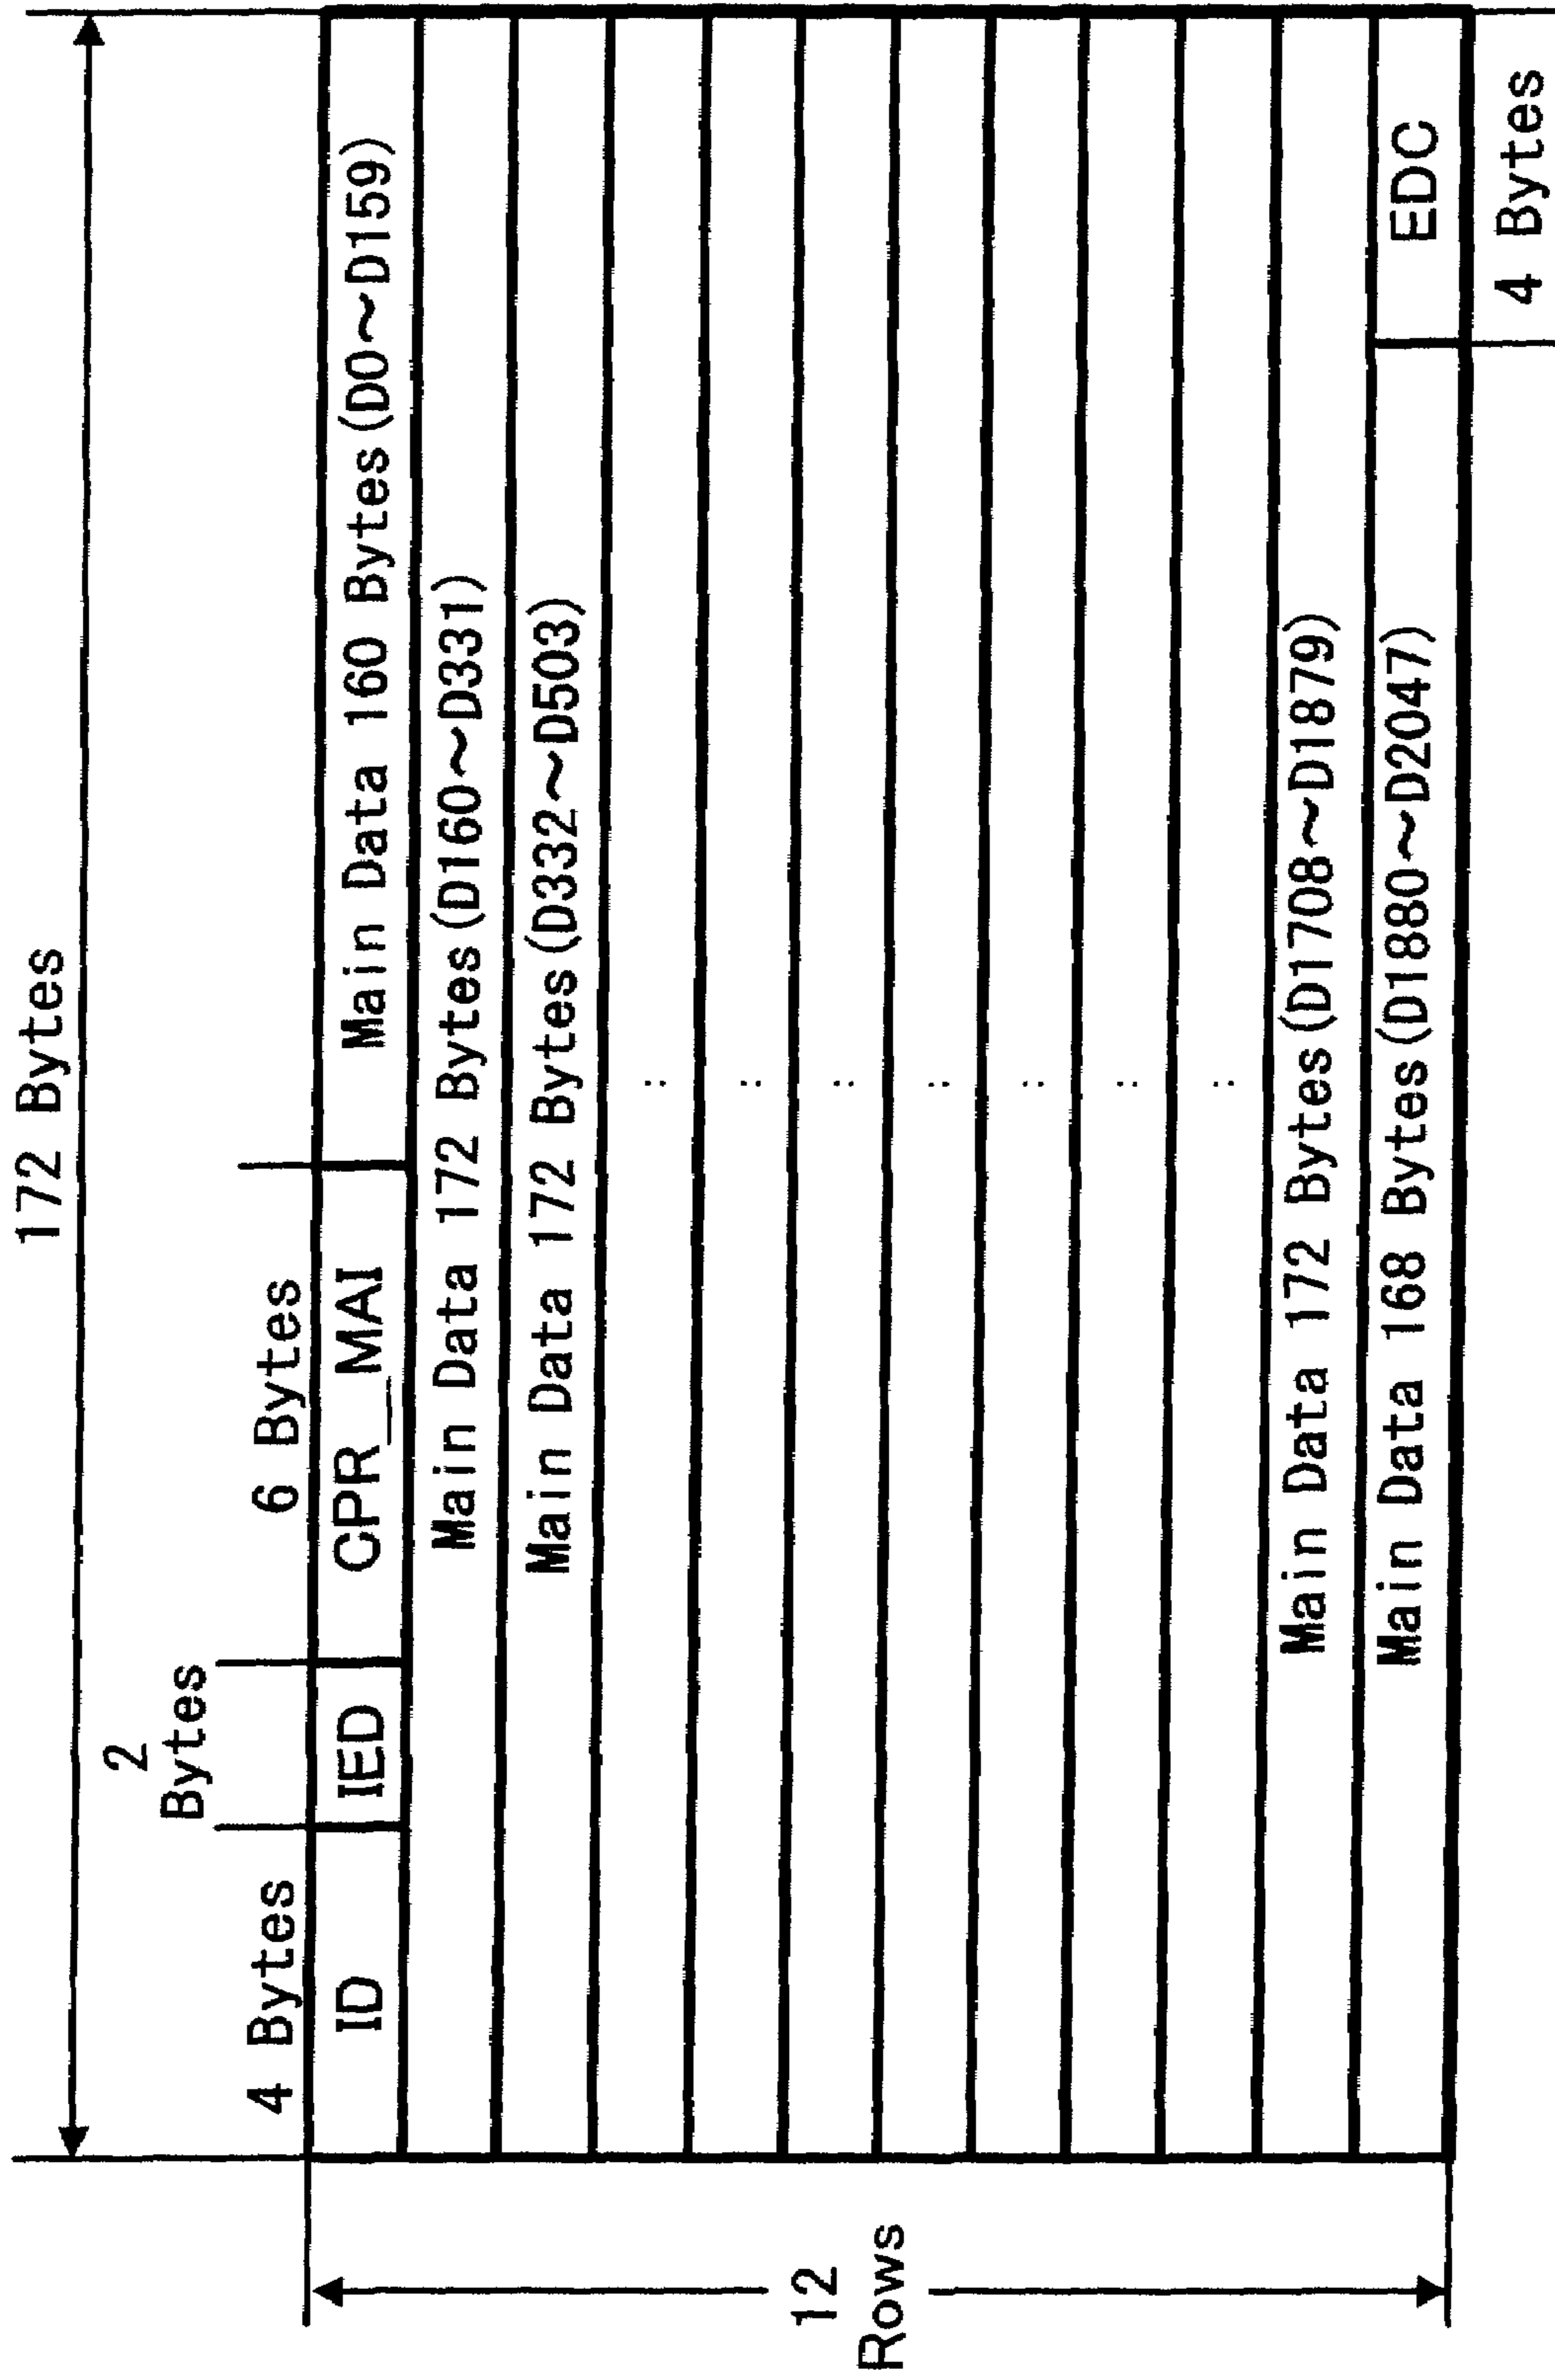 172 Bytes
4 Bytes
2
Bytes
6 Bytes
ID IED CPR_MAI Main Data 160 Bytes(D0~D159)
Main Data 172 Bytes(D160~D331)
Main Data 172 Bytes(D332~D503)
Main Data 172 Bytes(D1708~D1879)
Main Data 168 Bytes(D1880~D2047) EDC
4 Bytes
12
Rows